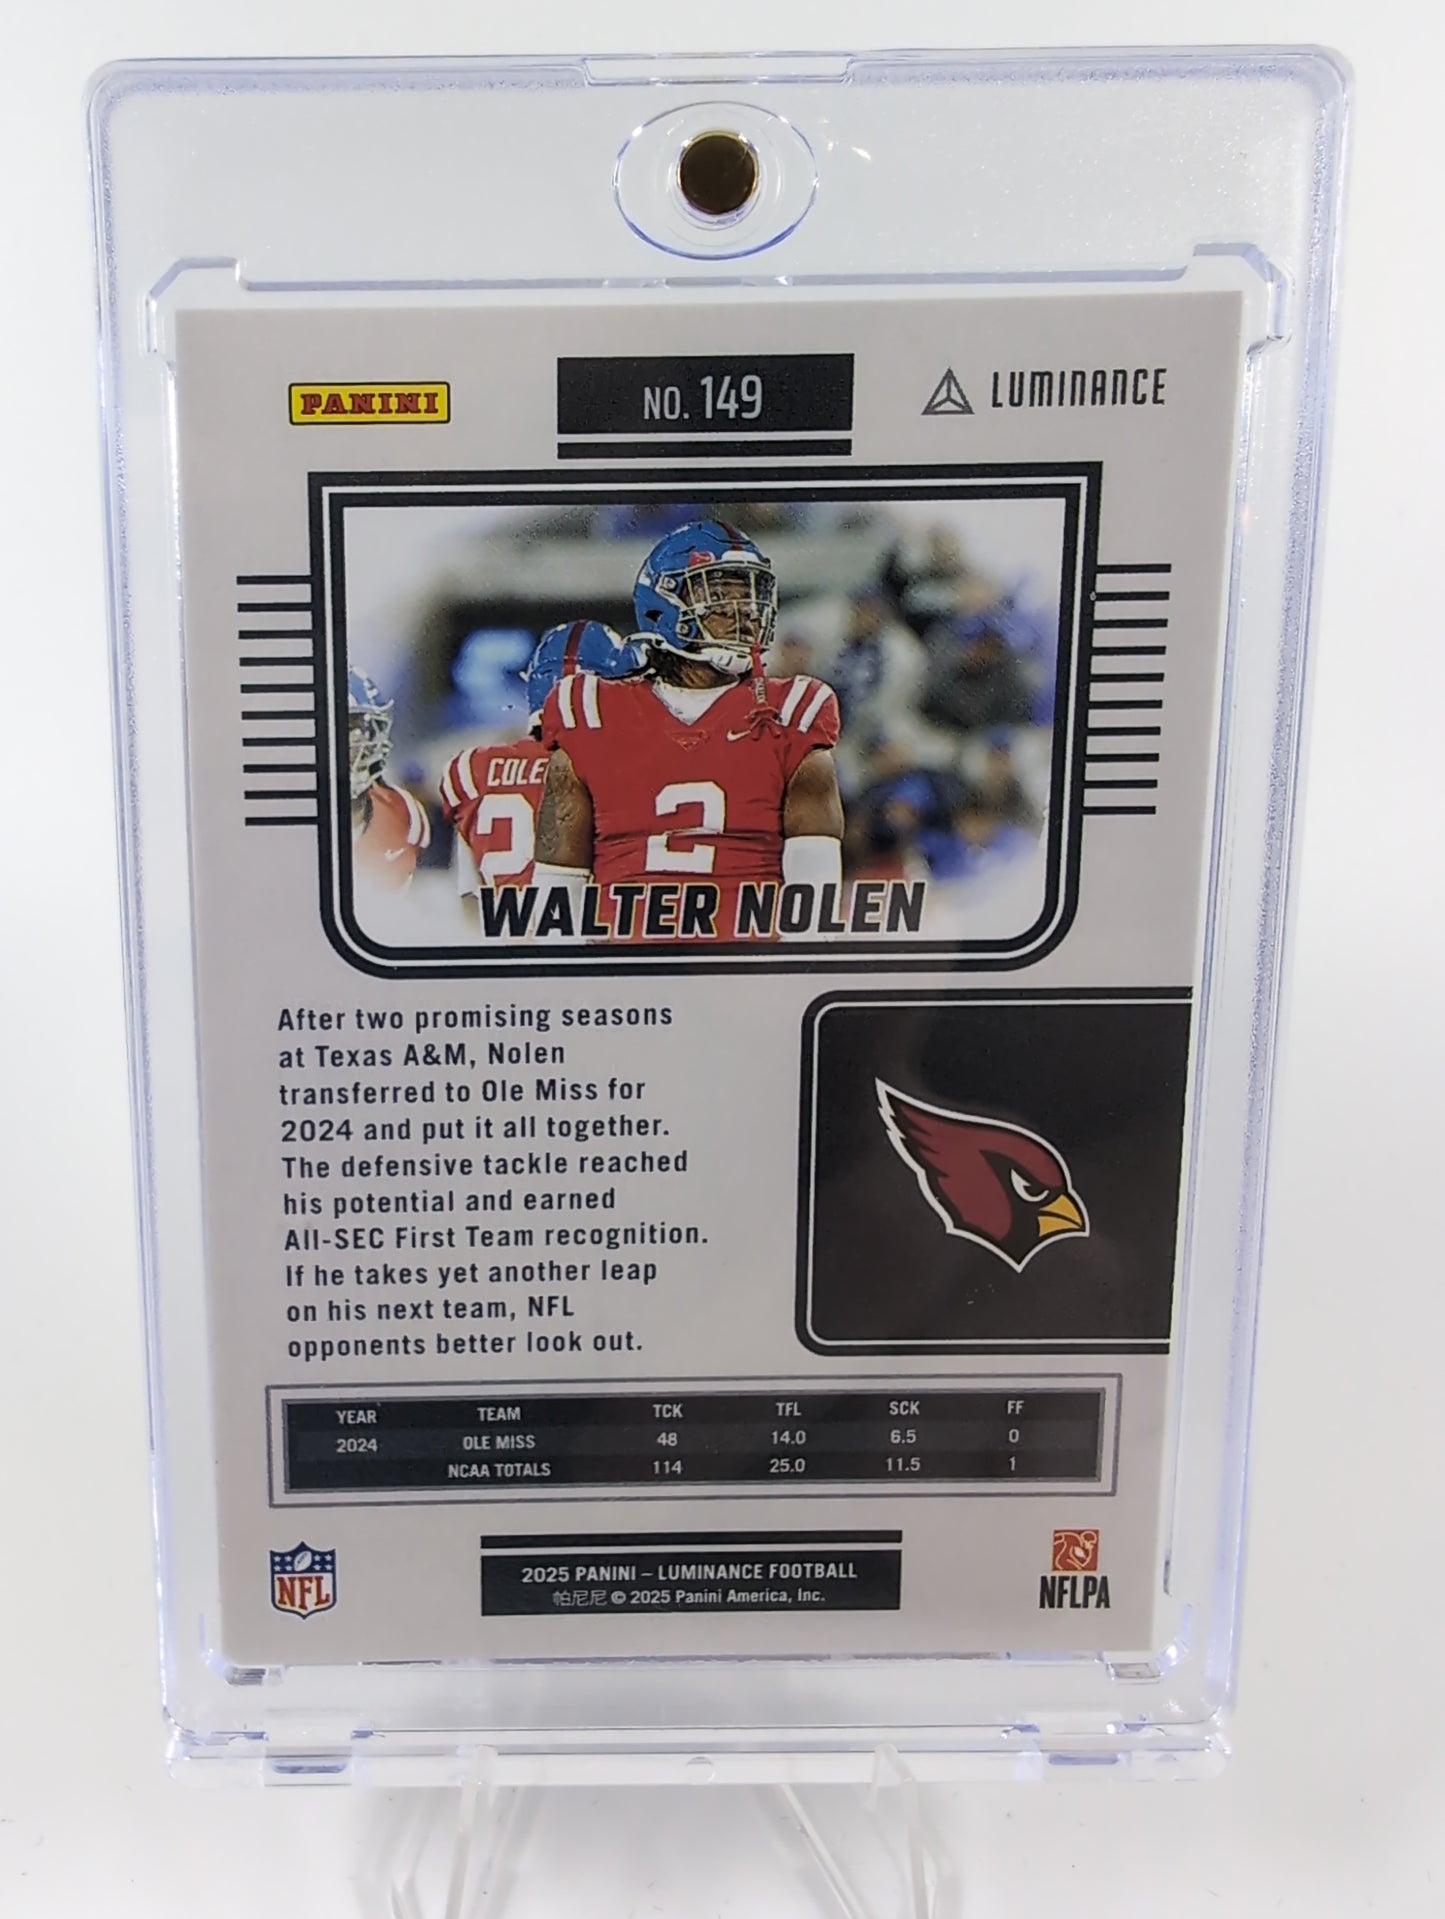 PANINI
NO. 149
LUMINANCE
COLE
2
2
WALTER NOLEN
After two promising seasons
at Texas A&M, Nolen
transferred to Ole Miss for
2024 and put it all together.
The defensive tackle reached
his potential and earned
All-SEC First Team recognition.
If he takes yet another leap
on his next team, NFL
opponents better look out.
YEAR TEAM TCK TFL SCK FF
2024 OLE MISS 48 14.0 6.5 0
NCAA TOTALS 114 25.0 11.5 1
NFL
2025 PANINI – LUMINANCE FOOTBALL
帕尼尼 © 2025 Panini America, Inc.
NFLPA